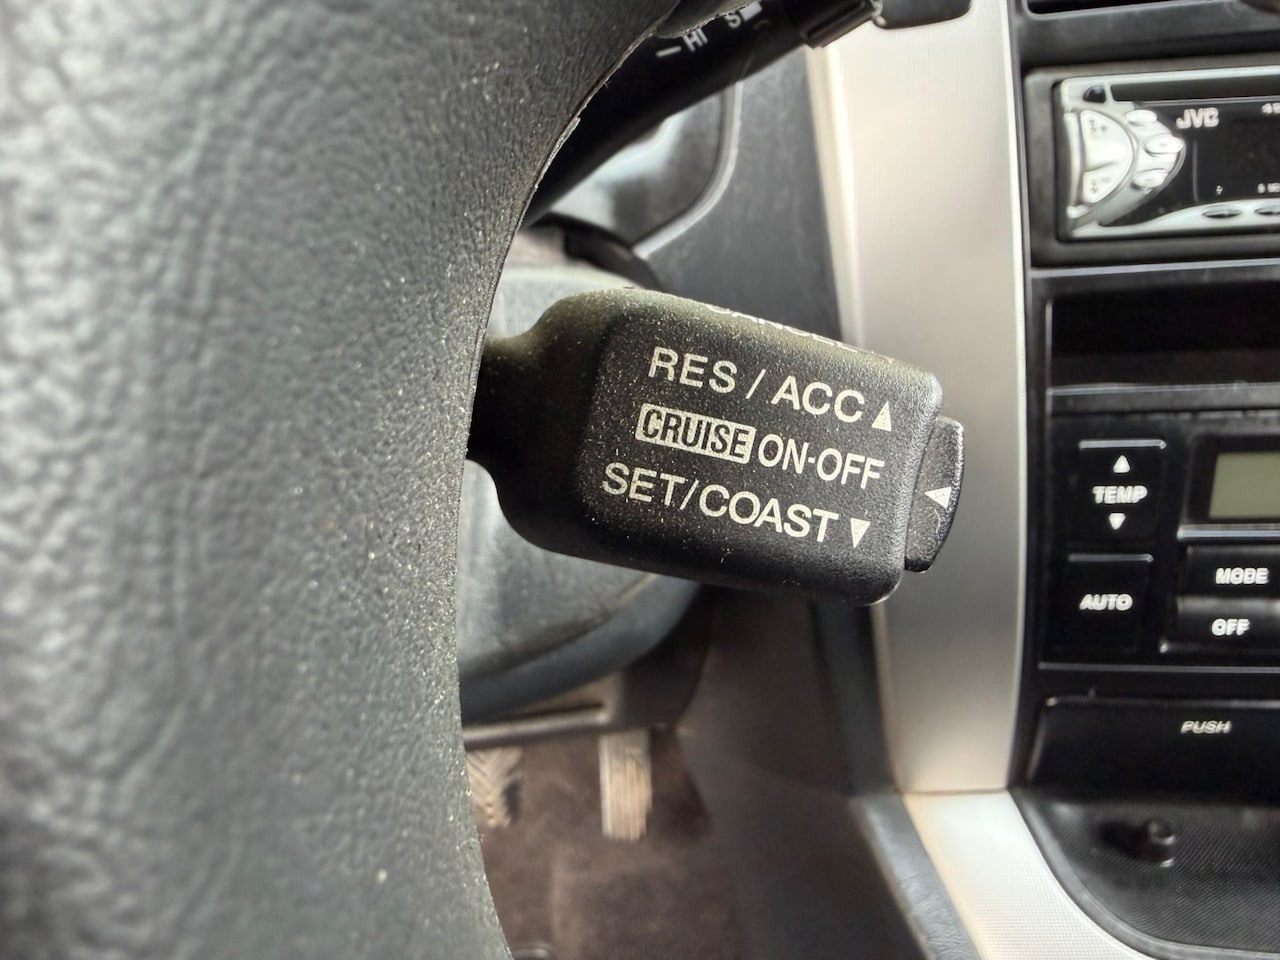 HI
JVC
RES / ACC ▲
CRUISE ON·OFF
SET/COAST ▼
▲
TEMP
▼
AUTO
MODE
OFF
PUSH